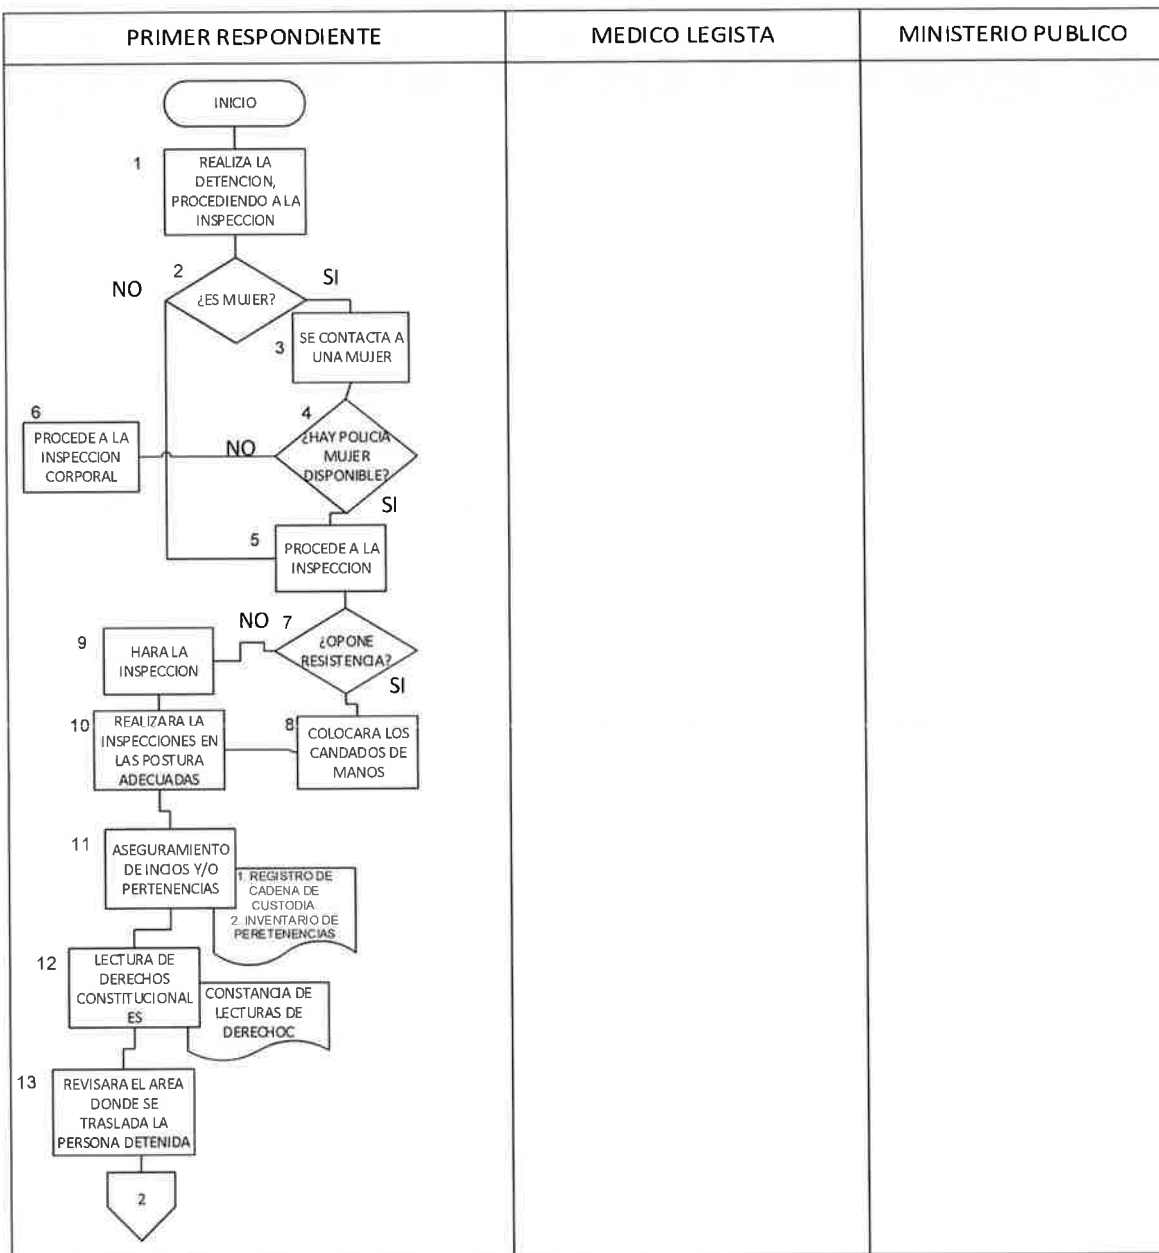 PRIMER RESPONDIENTE
MEDICO LEGISTA
MINISTERIO PUBLICO
INICIO
1
REALIZA LA
DETENCION,
PROCEDIENDO A LA
INSPECCION
2
¿ES MUJER?
NO
SI
3
SE CONTACTA A
UNA MUJER
4
¿HAY POLICIA
MUJER
DISPONIBLE?
NO
SI
6
PROCEDE A LA
INSPECCION
CORPORAL
5
PROCEDE A LA
INSPECCION
7
¿OPONE
RESISTENCIA?
NO
SI
9
HARA LA
INSPECCION
8
COLOCARA LOS
CANDADOS DE
MANOS
10
REALIZARA LA
INSPECCIONES EN
LAS POSTURA
ADECUADAS
11
ASEGURAMIENTO
DE INCIOS Y/O
PERTENENCIAS
1. REGISTRO DE
CADENA DE
CUSTODIA
2. INVENTARIO DE
PERETENENCIAS
12
LECTURA DE
DERECHOS
CONSTITUCIONAL
ES
CONSTANCIA DE
LECTURAS DE
DERECHOC
13
REVISARA EL AREA
DONDE SE
TRASLADA LA
PERSONA DETENIDA
2